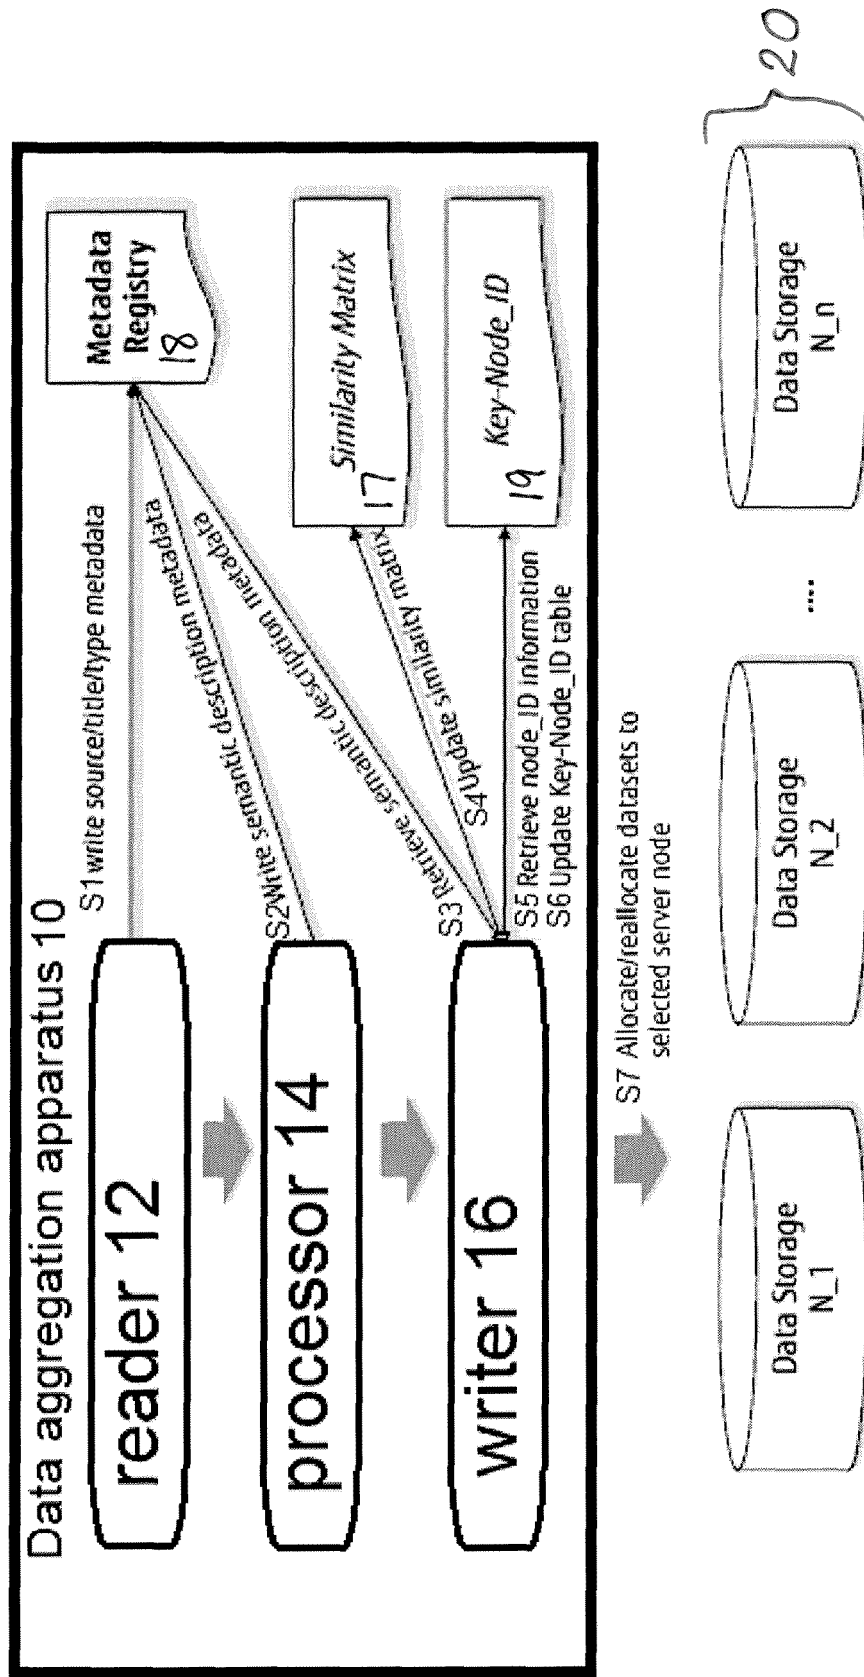 Data aggregation apparatus 10
reader 12
S1 write source/title/type metadata
Metadata
Registry
18
processor 14
S2 Write semantic description metadata
S3 Retrieve semantic description metadata
Similarity Matrix
17
S4 Update similarity matrix
writer 16
S5 Retrieve node_ID information
S6 Update Key-Node_ID table
Key-Node_ID
19
S7 Allocate/reallocate datasets to
selected server node
Data Storage
N_1
Data Storage
N_2
....
Data Storage
N_n
20